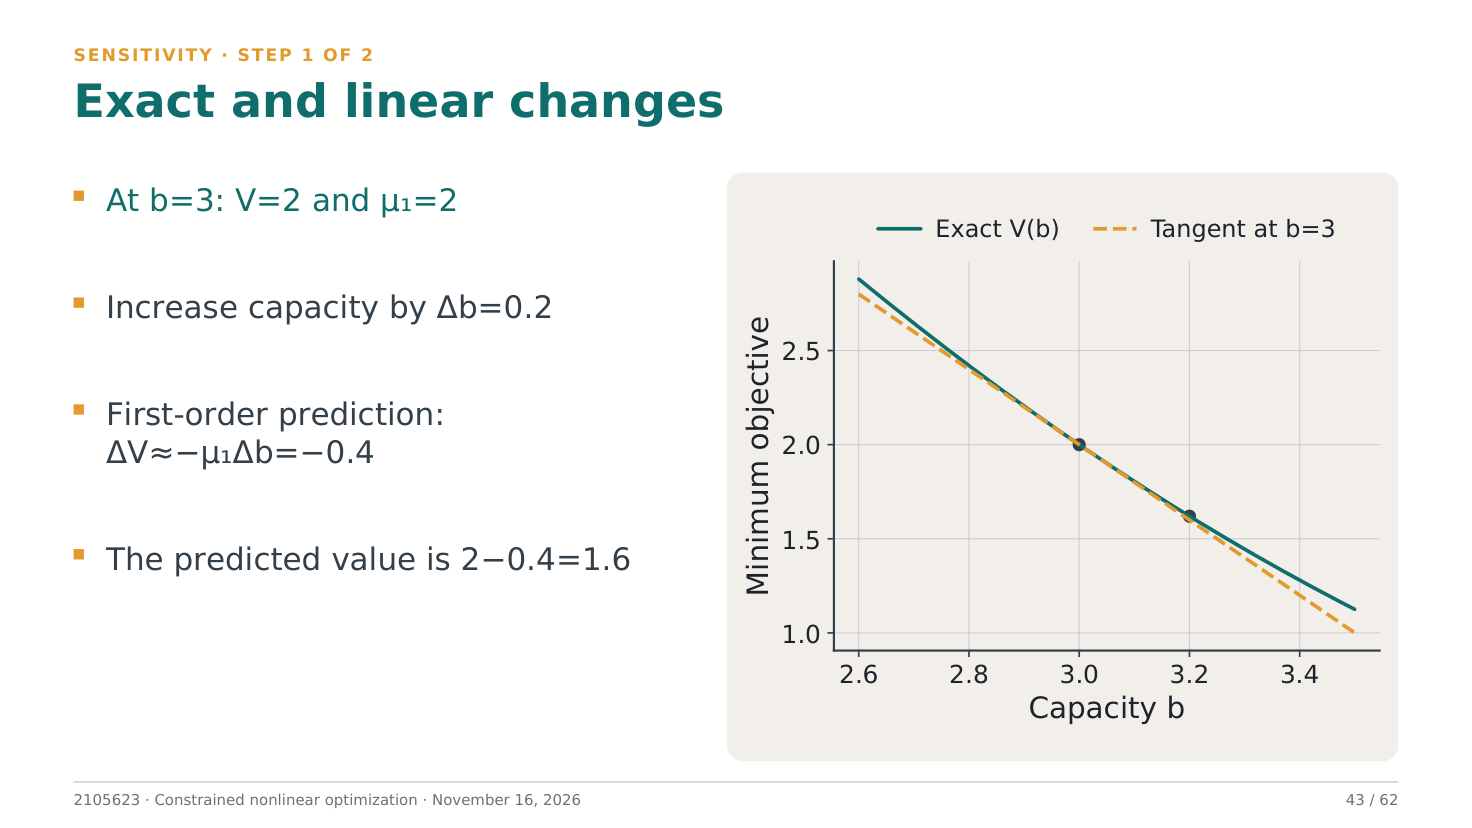 SENSITIVITY · STEP 1 OF 2
Exact and linear changes
At b=3: V=2 and μ₁=2
Increase capacity by Δb=0.2
First-order prediction:
ΔV≈−μ₁Δb=−0.4
The predicted value is 2−0.4=1.6
Exact V(b)
Tangent at b=3
Minimum objective
2.5
2.0
1.5
1.0
2.6
2.8
3.0
3.2
3.4
Capacity b
2105623 · Constrained nonlinear optimization · November 16, 2026
43 / 62